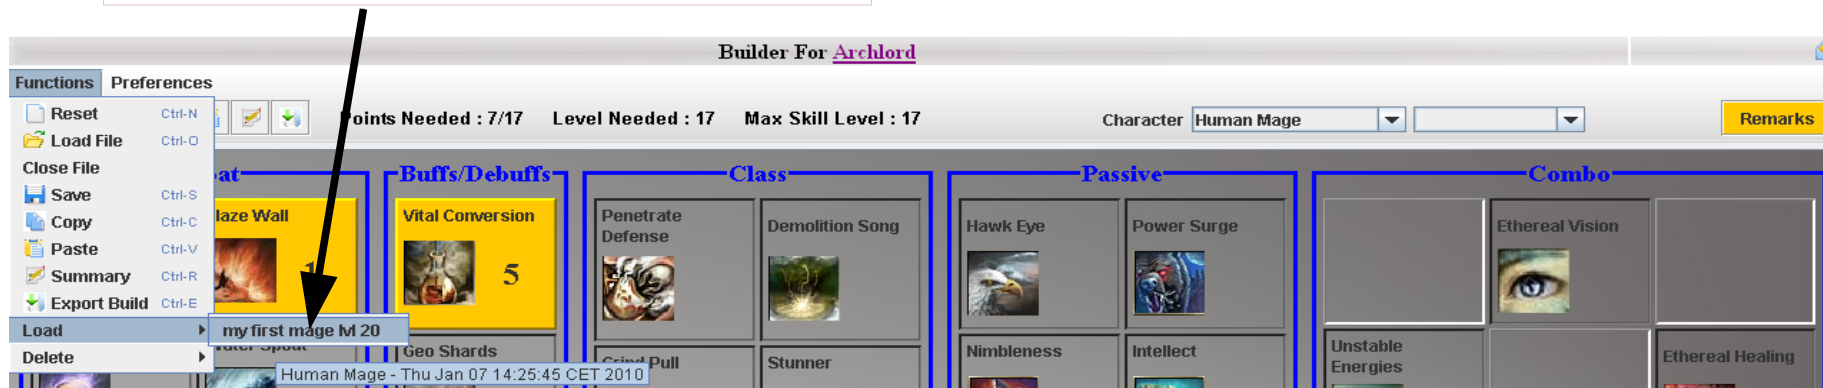 Builder For Archlord
Functions Preferences
Points Needed : 7/17 Level Needed : 17 Max Skill Level : 17
Character Human Mage
Remarks
Reset Ctrl-N
Load File Ctrl-O
Close File
Save Ctrl-S
Copy Ctrl-C
Paste Ctrl-V
Summary Ctrl-R
Export Build Ctrl-E
Load
Delete
my first mage lvl 20
Human Mage - Thu Jan 07 14:25:45 CET 2010
Buffs/Debuffs
Vital Conversion
5
Geo Shards
Class
Penetrate
Defense
Demolition Song
Pull
Stunner
Passive
Hawk Eye
Power Surge
Nimbleness
Intellect
Combo
Ethereal Vision
Unstable
Energies
Ethereal Healing